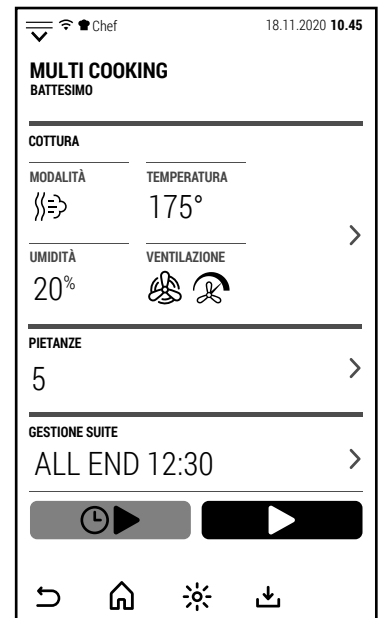 Chef 18.11.2020 10.45
MULTI COOKING
BATTESIMO
COTTURA
MODALITÀ TEMPERATURA
175°
UMIDITÀ VENTILAZIONE
20%
PIETANZE
5
GESTIONE SUITE
ALL END 12:30